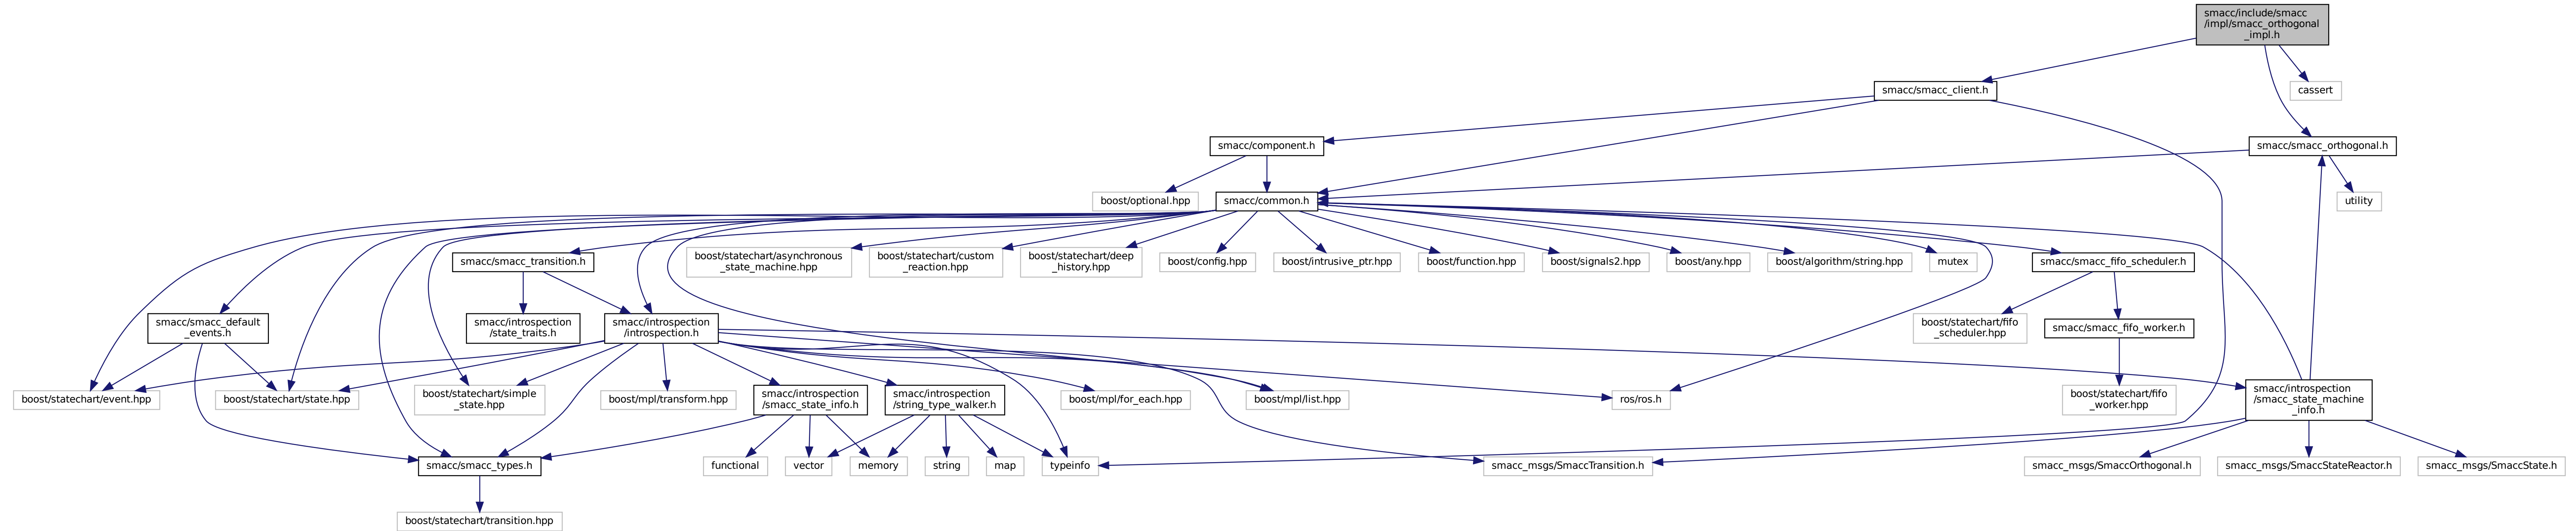 smacc/include/smacc
/impl/smacc_orthogonal
_impl.h
smacc/smacc_client.h
cassert
smacc/component.h
smacc/smacc_orthogonal.h
boost/optional.hpp
smacc/common.h
utility
smacc/smacc_transition.h
boost/statechart/asynchronous
_state_machine.hpp
boost/statechart/custom
_reaction.hpp
boost/statechart/deep
_history.hpp
boost/config.hpp
boost/intrusive_ptr.hpp
boost/function.hpp
boost/signals2.hpp
boost/any.hpp
boost/algorithm/string.hpp
mutex
smacc/smacc_fifo_scheduler.h
smacc/smacc_default
_events.h
smacc/introspection
/state_traits.h
smacc/introspection
/introspection.h
boost/statechart/fifo
_scheduler.hpp
smacc/smacc_fifo_worker.h
boost/statechart/event.hpp
boost/statechart/state.hpp
boost/statechart/simple
_state.hpp
boost/mpl/transform.hpp
smacc/introspection
/smacc_state_info.h
smacc/introspection
/string_type_walker.h
boost/mpl/for_each.hpp
boost/mpl/list.hpp
ros/ros.h
boost/statechart/fifo
_worker.hpp
smacc/introspection
/smacc_state_machine
_info.h
smacc/smacc_types.h
functional
vector
memory
string
map
typeinfo
smacc_msgs/SmaccTransition.h
smacc_msgs/SmaccOrthogonal.h
smacc_msgs/SmaccStateReactor.h
smacc_msgs/SmaccState.h
boost/statechart/transition.hpp